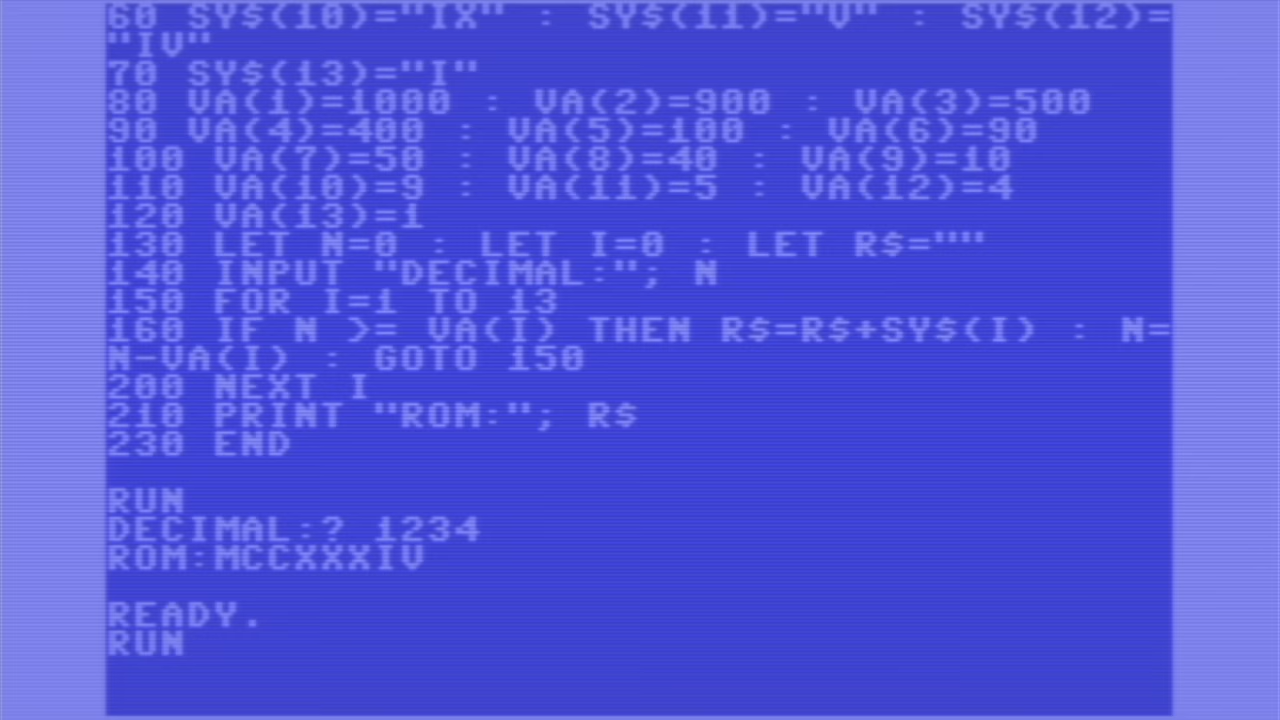 60 SY$(10)="IX" : SY$(11)="V" : SY$(12)=
"IV"
70 SY$(13)="I"
80 VA(1)=1000 : VA(2)=900 : VA(3)=500
90 VA(4)=400 : VA(5)=100 : VA(6)=90
100 VA(7)=50 : VA(8)=40 : VA(9)=10
110 VA(10)=9 : VA(11)=5 : VA(12)=4
120 VA(13)=1
130 LET N=0 : LET I=0 : LET R$=""
140 INPUT "DECIMAL:"; N
150 FOR I=1 TO 13
160 IF N >= VA(I) THEN R$=R$+SY$(I) : N=
N-VA(I) : GOTO 150
200 NEXT I
210 PRINT "ROM:"; R$
230 END
RUN
DECIMAL:? 1234
ROM:MCCXXXIV
READY.
RUN